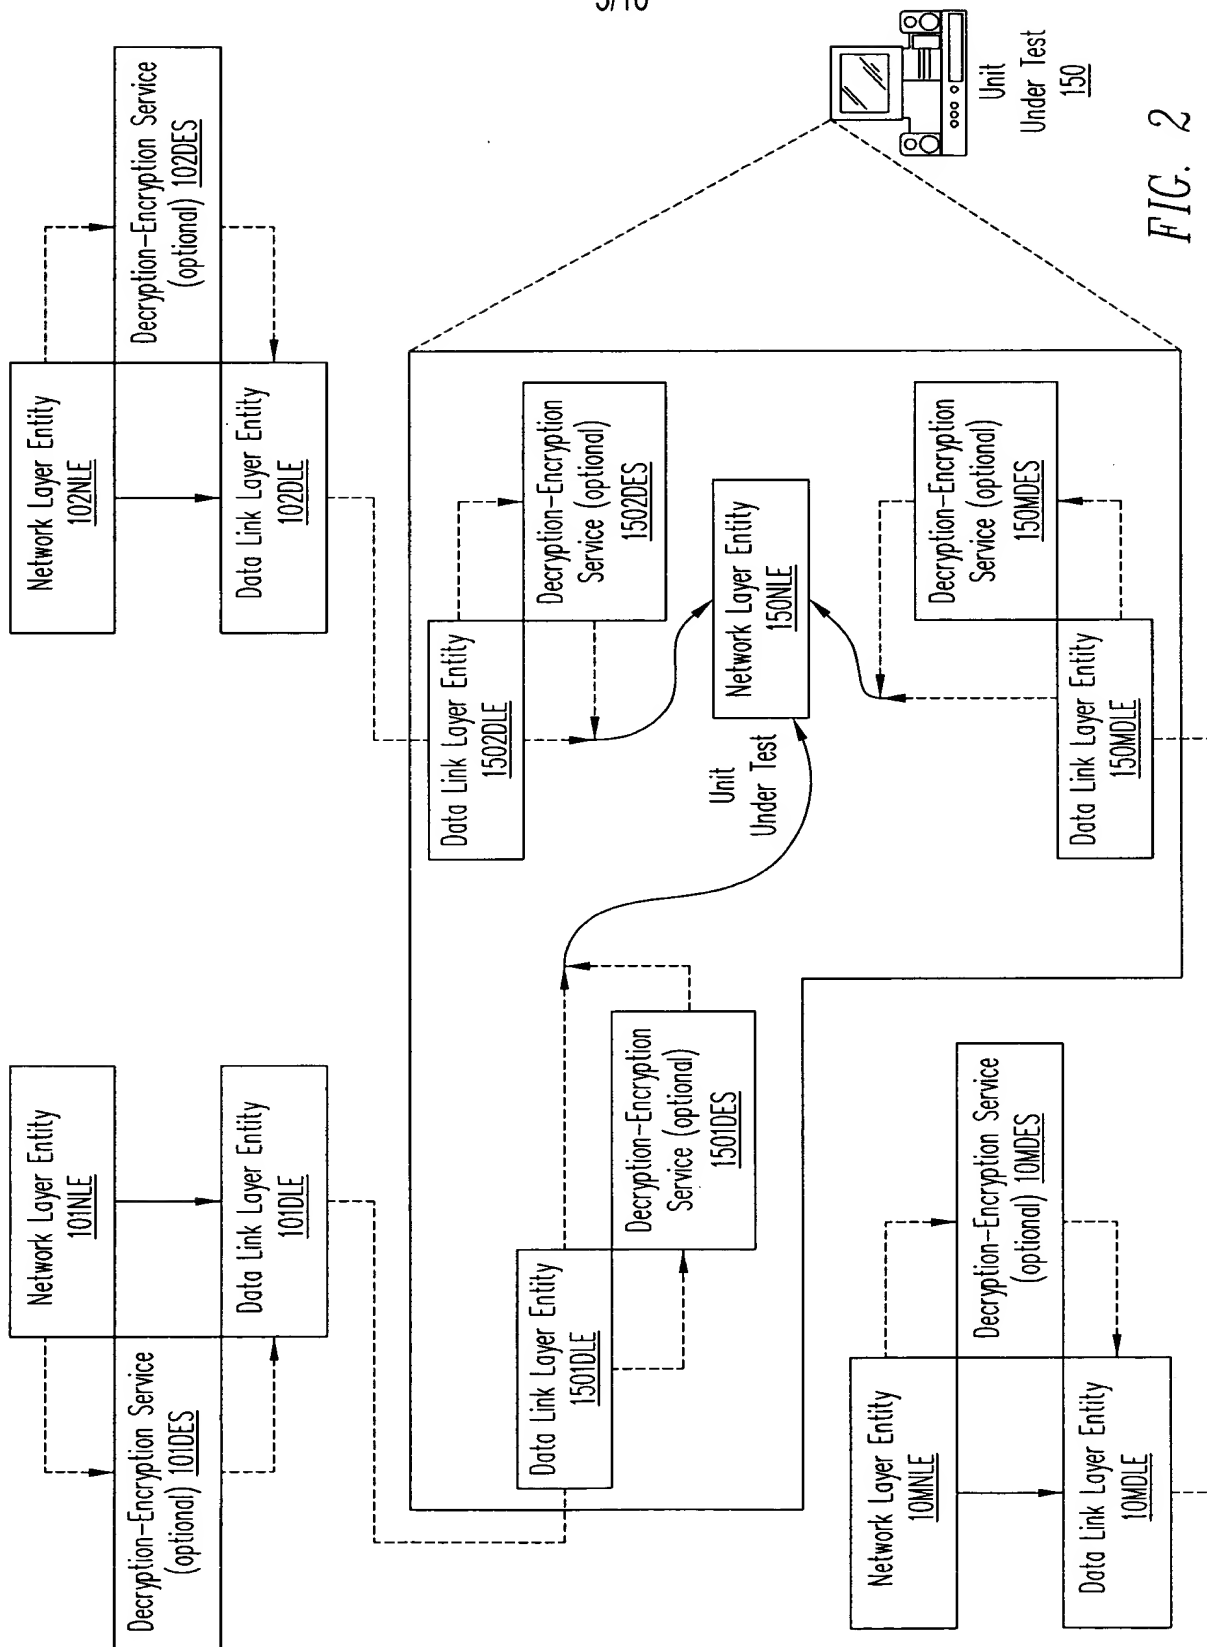 Network Layer Entity
101NLE
Decryption-Encryption Service
(optional) 101DES
Data Link Layer Entity
101DLE
Network Layer Entity
102NLE
Decryption-Encryption Service
(optional) 102DES
Data Link Layer Entity
102DLE
Data Link Layer Entity
1501DLE
Decryption-Encryption
Service (optional)
1501DES
Data Link Layer Entity
1502DLE
Decryption-Encryption
Service (optional)
1502DES
Unit
Under Test
Network Layer Entity
150NLE
Decryption-Encryption
Service (optional)
150MDES
Data Link Layer Entity
150MDLE
Network Layer Entity
10MNLE
Decryption-Encryption Service
(optional) 10MDES
Data Link Layer Entity
10MDLE
Unit
Under Test
150
FIG. 2